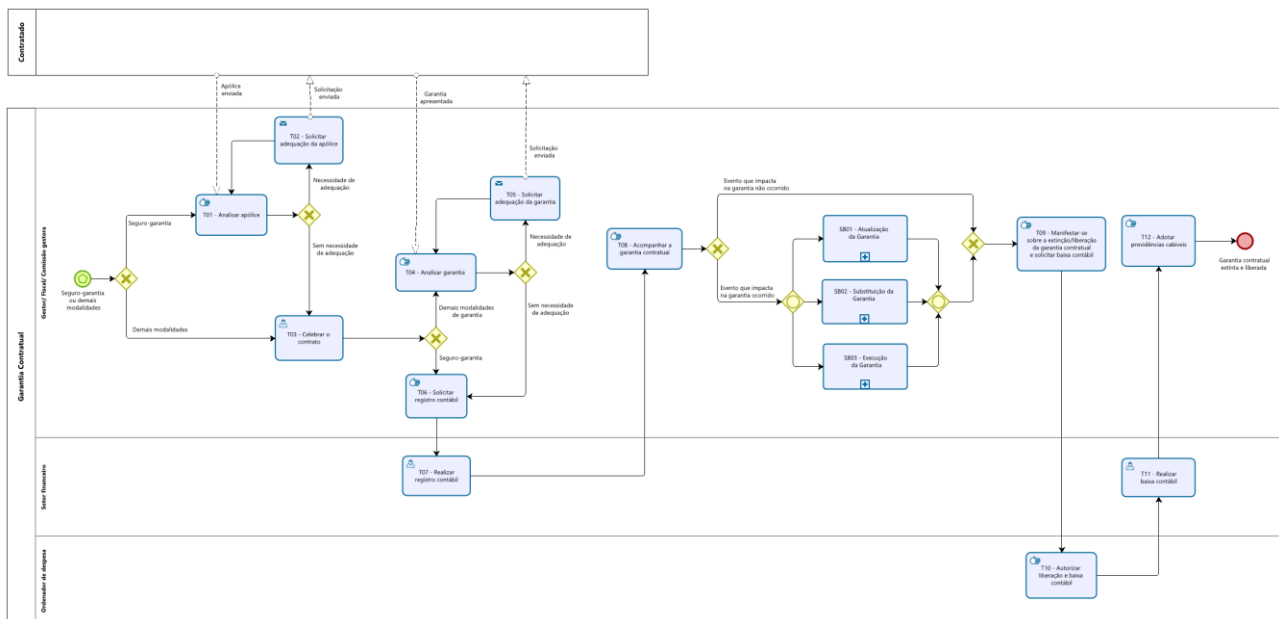 Contratado
Apólice
enviada
Solicitação
enviada
Garantia
apresentada
Solicitação
enviada
Garantia Contratual
Gestor/ Fiscal/ Comissão gestora
Seguro-garantia
ou demais
modalidades
Seguro-garantia
Demais modalidades
T01 - Analisar apólice
T02 - Solicitar
adequação da apólice
Necessidade de
adequação
Sem necessidade
de adequação
T03 - Celebrar o
contrato
T04 - Analisar garantia
T05 - Solicitar
adequação da garantia
Necessidade de
adequação
Sem necessidade
de adequação
Demais modalidades
de garantia
Seguro-garantia
T06 - Solicitar
registro contábil
T08 - Acompanhar a
garantia contratual
Evento que impacta
na garantia não ocorrido
Evento que impacta
na garantia ocorrido
SB01 - Atualização
da Garantia
SB02 - Substituição da
Garantia
SB03 - Execução
da Garantia
T09 - Manifestar-se
sobre a extinção/liberação
da garantia contratual
e solicitar baixa contábil
T12 - Adotar
providências cabíveis
Garantia contratual
extinta e liberada
Setor financeiro
T07 - Realizar
registro contábil
T11 - Realizar
baixa contábil
Ordenador de despesa
T10 - Autorizar
liberação e baixa
contábil